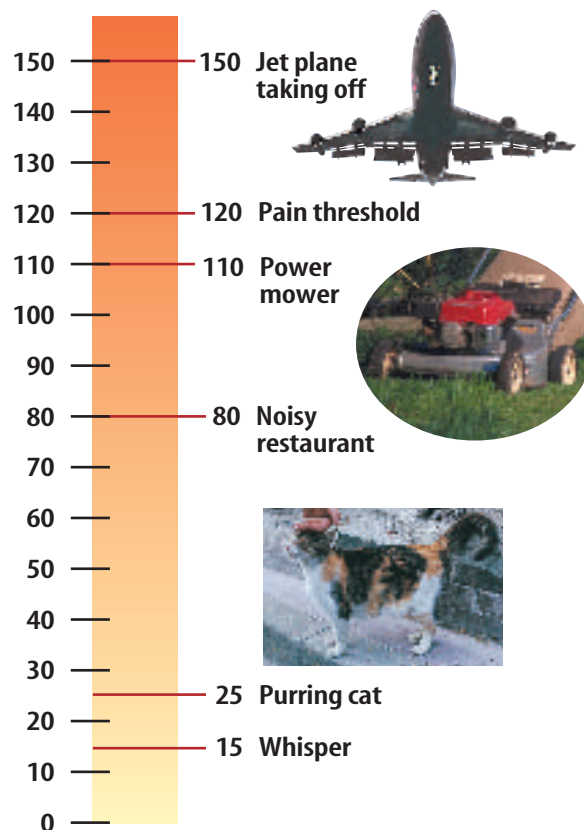 150
150 Jet plane
taking off
140
130
120
120 Pain threshold
110
110 Power
mower
100
90
80
80 Noisy
restaurant
70
60
50
40
30
25 Purring cat
20
15 Whisper
10
0